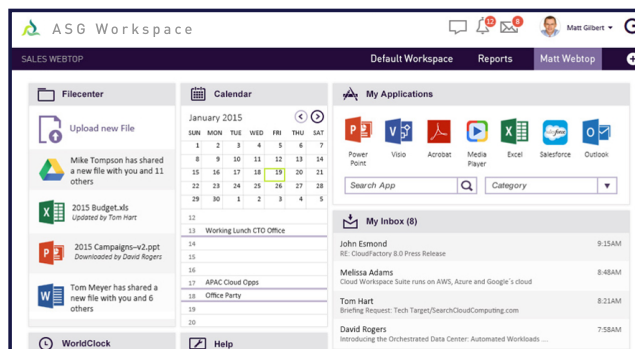 ASG Workspace
12
8
Matt Gilbert
SALES WEBTOP
Default Workspace
Reports
Matt Webtop
Filecenter
Upload new File
Mike Tompson has shared
a new file with you and 11
others
2015 Budget.xls
Updated by Tom Hart
2015 Campaigns–v2.ppt
Downloaded by David Rogers
Tom Meyer has shared a
new file with you and 6
others
WorldClock
Calendar
January 2015
SUN MON TUE WED FRI THU SAT
1 2 3 4 5 6 7
8 9 10 11 12 13 14
15 16 17 18 19 20 21
22 23 24 25 26 27 28
29 30 1 2 3 4 5
12
13 Working Lunch CTO Office
14
15
16
17 APAC Cloud Opps
18 Office Party
19
20
Help
My Applications
Power
Point
Visio
Acrobat
Media
Player
Excel
salesforce
Salesforce
Outlook
Search App
Category
My Inbox (8)
John Esmond 9:15AM
RE: CloudFactory 8.0 Press Release
Melissa Adams 8:48AM
Cloud Workspace Suite runs on AWS, Azure and Google's cloud
Tom Hart 8:21AM
Briefing Request: Tech Target/SearchCloudComputing.com
David Rogers 7:58AM
Introducing the Orchestrated Data Center: Automated Workloads ....